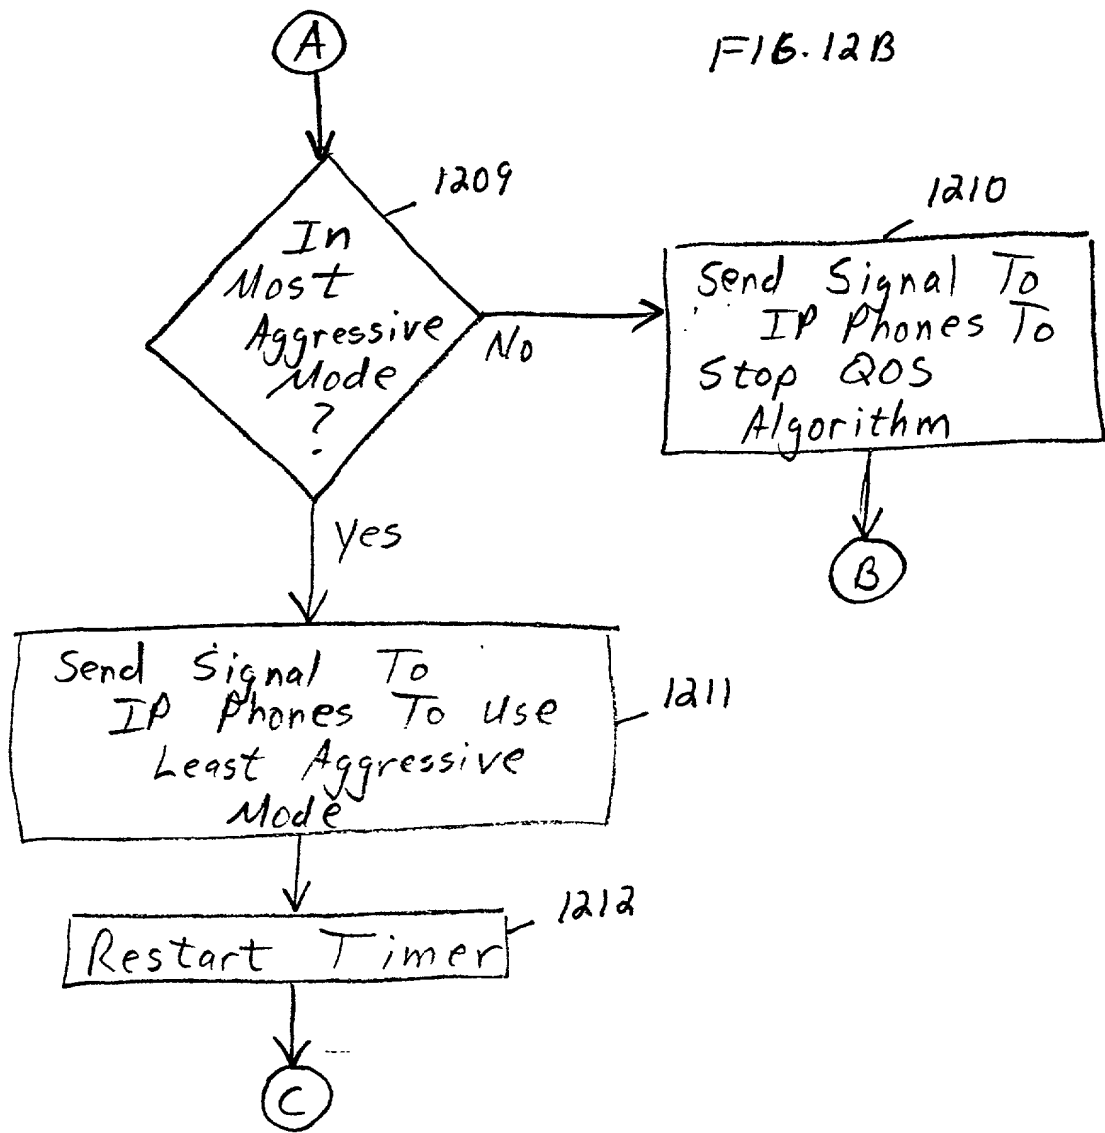 A
FIG. 12B
1209
In
Most
Aggressive
Mode
?
No
1210
Send Signal To
IP Phones To
Stop QOS
Algorithm
B
Yes
Send Signal To
IP Phones To Use
Least Aggressive
Mode
1211
1212
Restart Timer
C